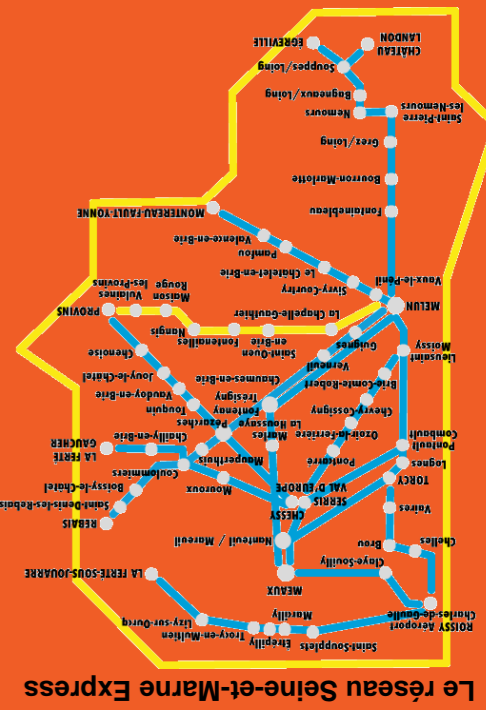 Le réseau Seine-et-Marne Express
Saint-Soupplets
Etrépilly
Marcilly
Trocy-en-Multien
Lizy-sur-Ourcq
LA FERTE-SOUS-JOUARRE
ROISSY Aéroport
Charles-de-Gaulle
Claye-Souilly
MEAUX
Chelles
Brou
Vaires
TORCY
Lognes
Nanteuil / Mareuil
CHESSY
SERRIS
VAL D'EUROPE
REBAIS
Saint-Denis-les-Rebais
Boissy-le-Châtel
Mouroux
Coulommiers
Mauperthuis
Chailly-en-Brie
LA FERTÉ
GAUCHER
Pontault
Combault
Pontcarré
Ozoir-la-Ferrière
Chevry-Cossigny
Brie-Comte-Robert
Marles
La Houssaye
Fontenay
Trésigny
Pézarches
Touquin
Vaudoy-en-Brie
Jouy-le-Châtel
Chenoise
PROVINS
Chaumes-en-Brie
Verneuil
Guignes
Moissy
Lieusaint
Saint-Ouen
en-Brie
Fontenailles
Nangis
Maison
Rouge
Vulaines
les-Provins
La Chapelle-Gauthier
MELUN
Vaux-le-Pénil
Sivry-Courtry
Le Chatelet-en-Brie
Pamfou
Valence-en-Brie
MONTEREAU-FAULT-YONNE
Fontainebleau
Bourron-Marlotte
Grez/Loing
Saint-Pierre
les-Nemours
Nemours
Bagneaux/Loing
Souppes/Loing
CHÂTEAU
LANDON
ÉGREVILLE